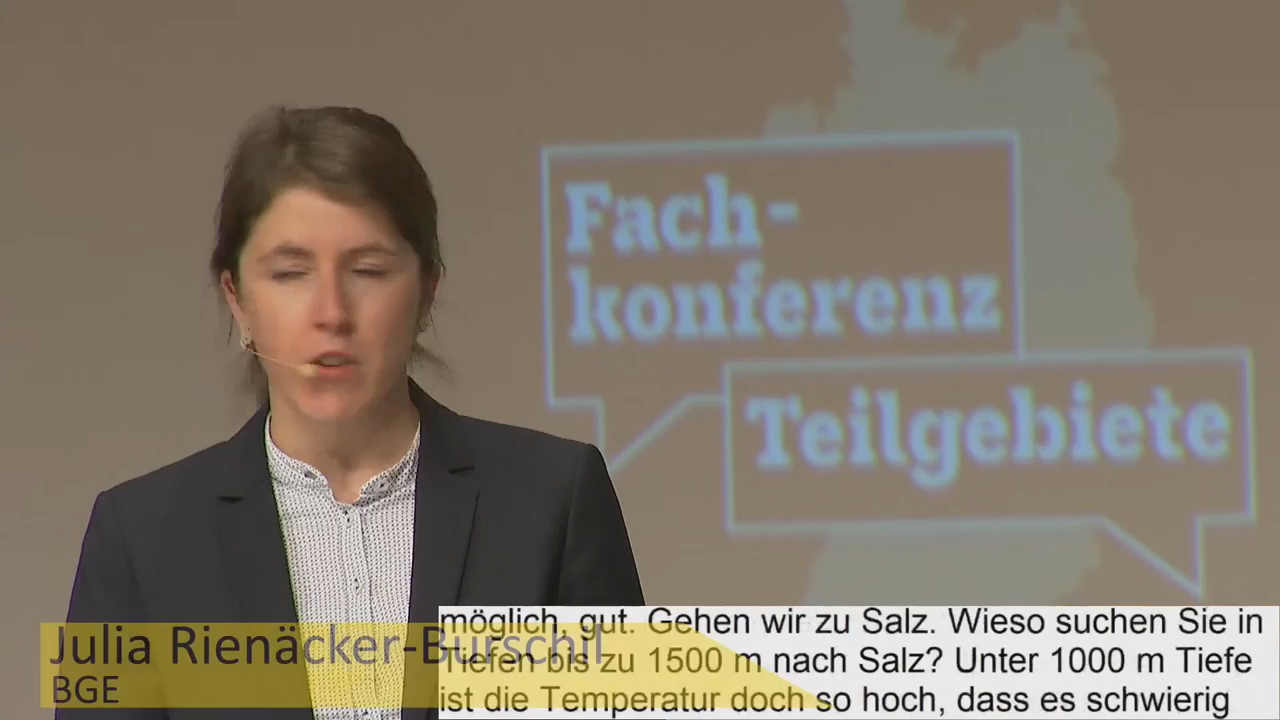 Fach-
konferenz
Teilgebiete
möglich, gut. Gehen wir zu Salz. Wieso suchen Sie in
Tiefen bis zu 1500 m nach Salz? Unter 1000 m Tiefe
ist die Temperatur doch so hoch, dass es schwierig
Julia Rienäcker-Burschil
BGE